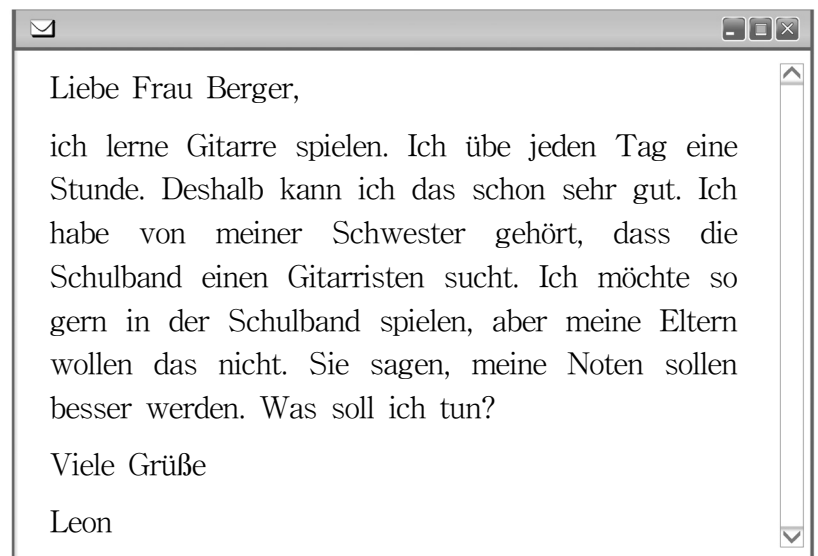 Liebe Frau Berger,
ich lerne Gitarre spielen. Ich übe jeden Tag eine
Stunde. Deshalb kann ich das schon sehr gut. Ich
habe von meiner Schwester gehört, dass die
Schulband einen Gitarristen sucht. Ich möchte so
gern in der Schulband spielen, aber meine Eltern
wollen das nicht. Sie sagen, meine Noten sollen
besser werden. Was soll ich tun?
Viele Grüße
Leon